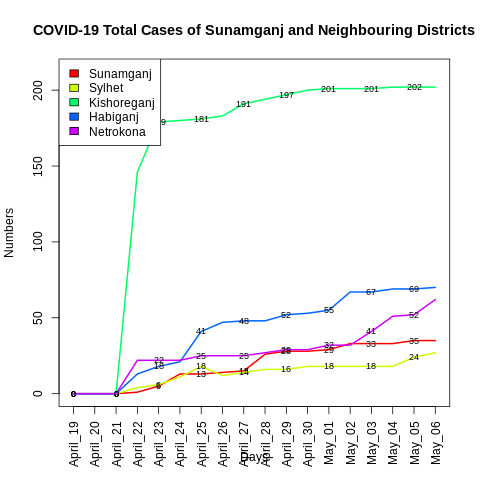 COVID-19 Total Cases of Sunamganj and Neighbouring Districts
Sunamganj
Sylhet
Kishoreganj
Habiganj
Netrokona
Numbers
200
150
100
50
0
9 181 191 197 201 201 202
41 48 52 55 67 69
22 25 25 32 41 52
18 13 29 33 35
18 14 16 18 18 24
0 0
April_19
April_20
April_21
April_22
April_23
April_24
April_25
April_26
April_27
April_28
April_29
April_30
May_01
May_02
May_03
May_04
May_05
May_06
Days